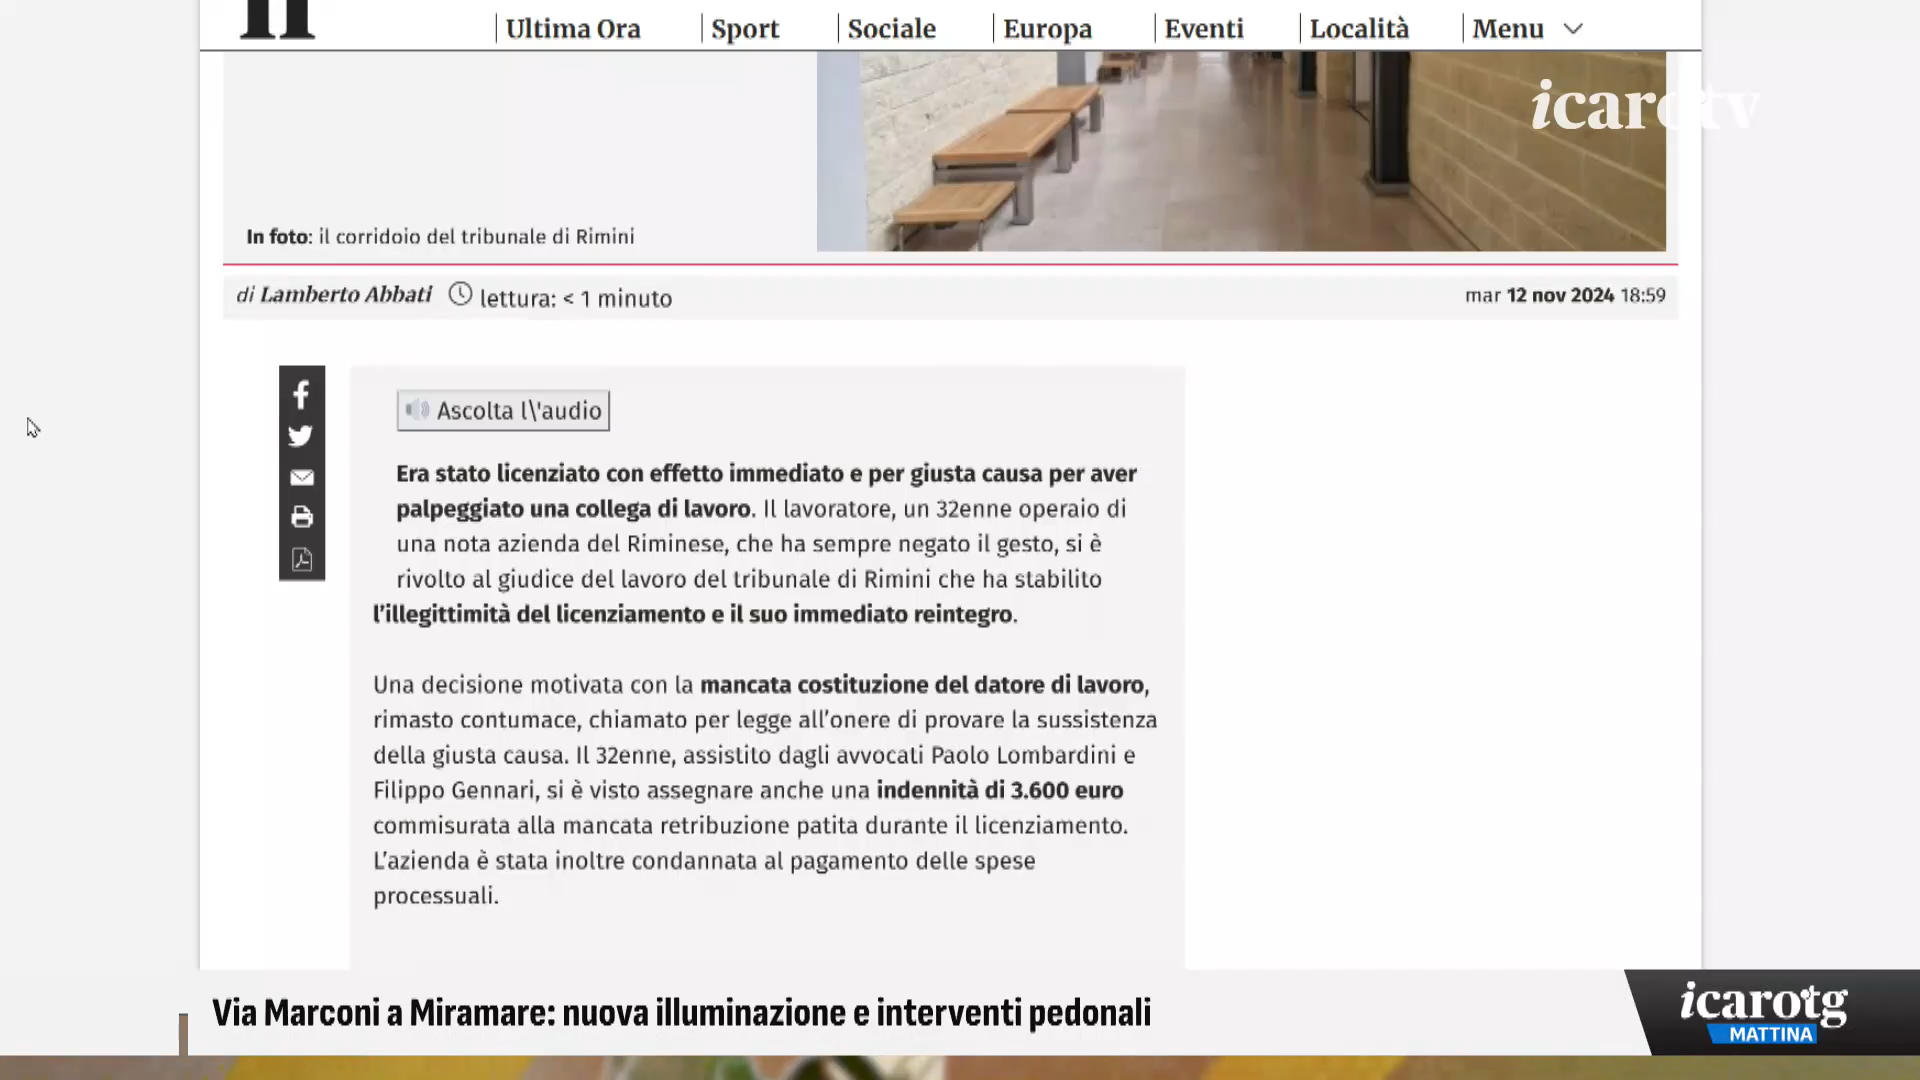 Ultima Ora
Sport
Sociale
Europa
Eventi
Località
Menu
icarotv
In foto: il corridoio del tribunale di Rimini
di Lamberto Abbati
lettura: < 1 minuto
mar 12 nov 2024 18:59
Ascolta l\'audio
Era stato licenziato con effetto immediato e per giusta causa per aver
palpeggiato una collega di lavoro. Il lavoratore, un 32enne operaio di
una nota azienda del Riminese, che ha sempre negato il gesto, si è
rivolto al giudice del lavoro del tribunale di Rimini che ha stabilito
l’illegittimità del licenziamento e il suo immediato reintegro.
Una decisione motivata con la mancata costituzione del datore di lavoro,
rimasto contumace, chiamato per legge all’onere di provare la sussistenza
della giusta causa. Il 32enne, assistito dagli avvocati Paolo Lombardini e
Filippo Gennari, si è visto assegnare anche una indennità di 3.600 euro
commisurata alla mancata retribuzione patita durante il licenziamento.
L’azienda è stata inoltre condannata al pagamento delle spese
processuali.
Via Marconi a Miramare: nuova illuminazione e interventi pedonali
icarotg
MATTINA